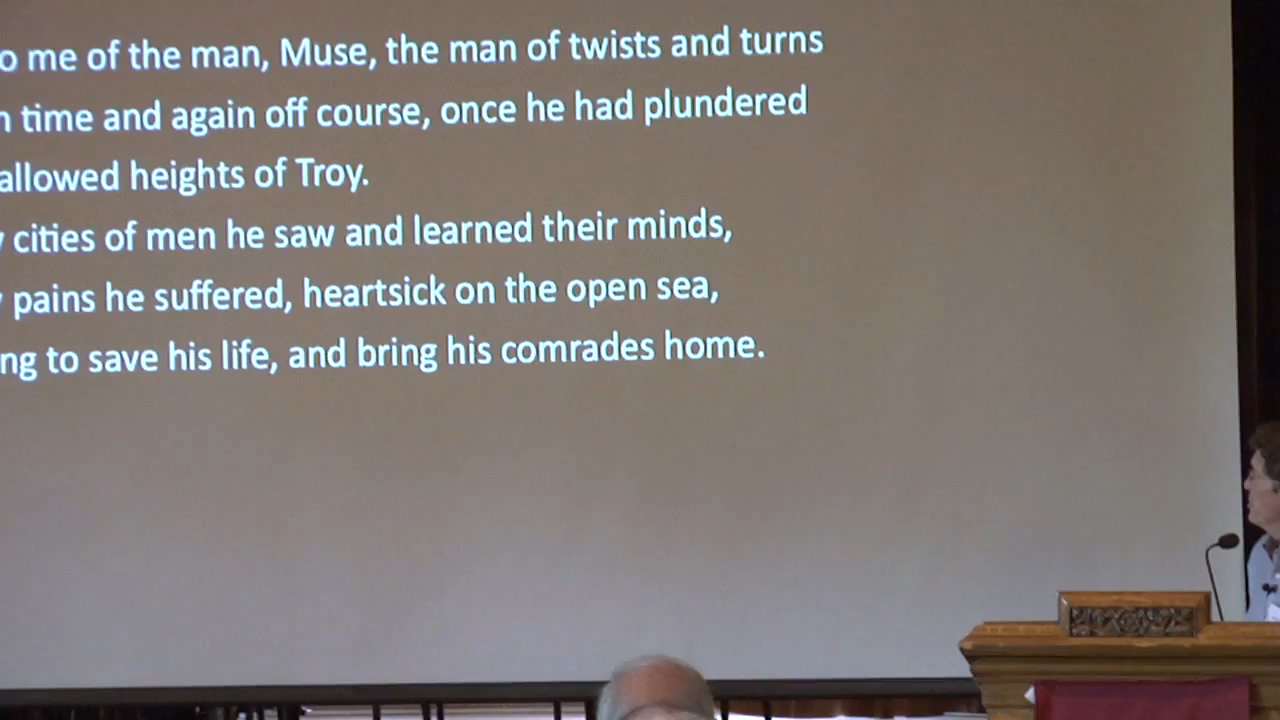 o me of the man, Muse, the man of twists and turns
n time and again off course, once he had plundered
allowed heights of Troy.
cities of men he saw and learned their minds,
pains he suffered, heartsick on the open sea,
ng to save his life, and bring his comrades home.